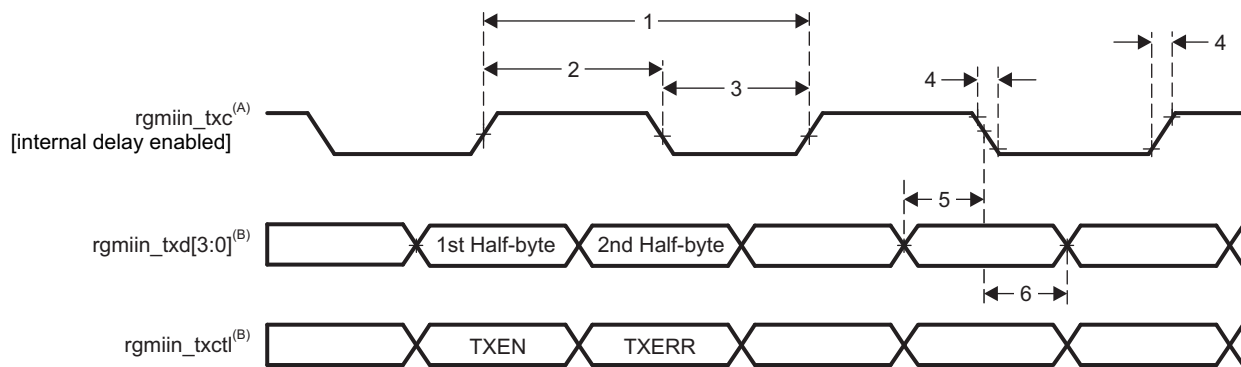 1
2
3
4
4
rgmiin_txc(A)
[internal delay enabled]
5
rgmiin_txd[3:0](B)
1st Half-byte
2nd Half-byte
6
rgmiin_txctl(B)
TXEN
TXERR